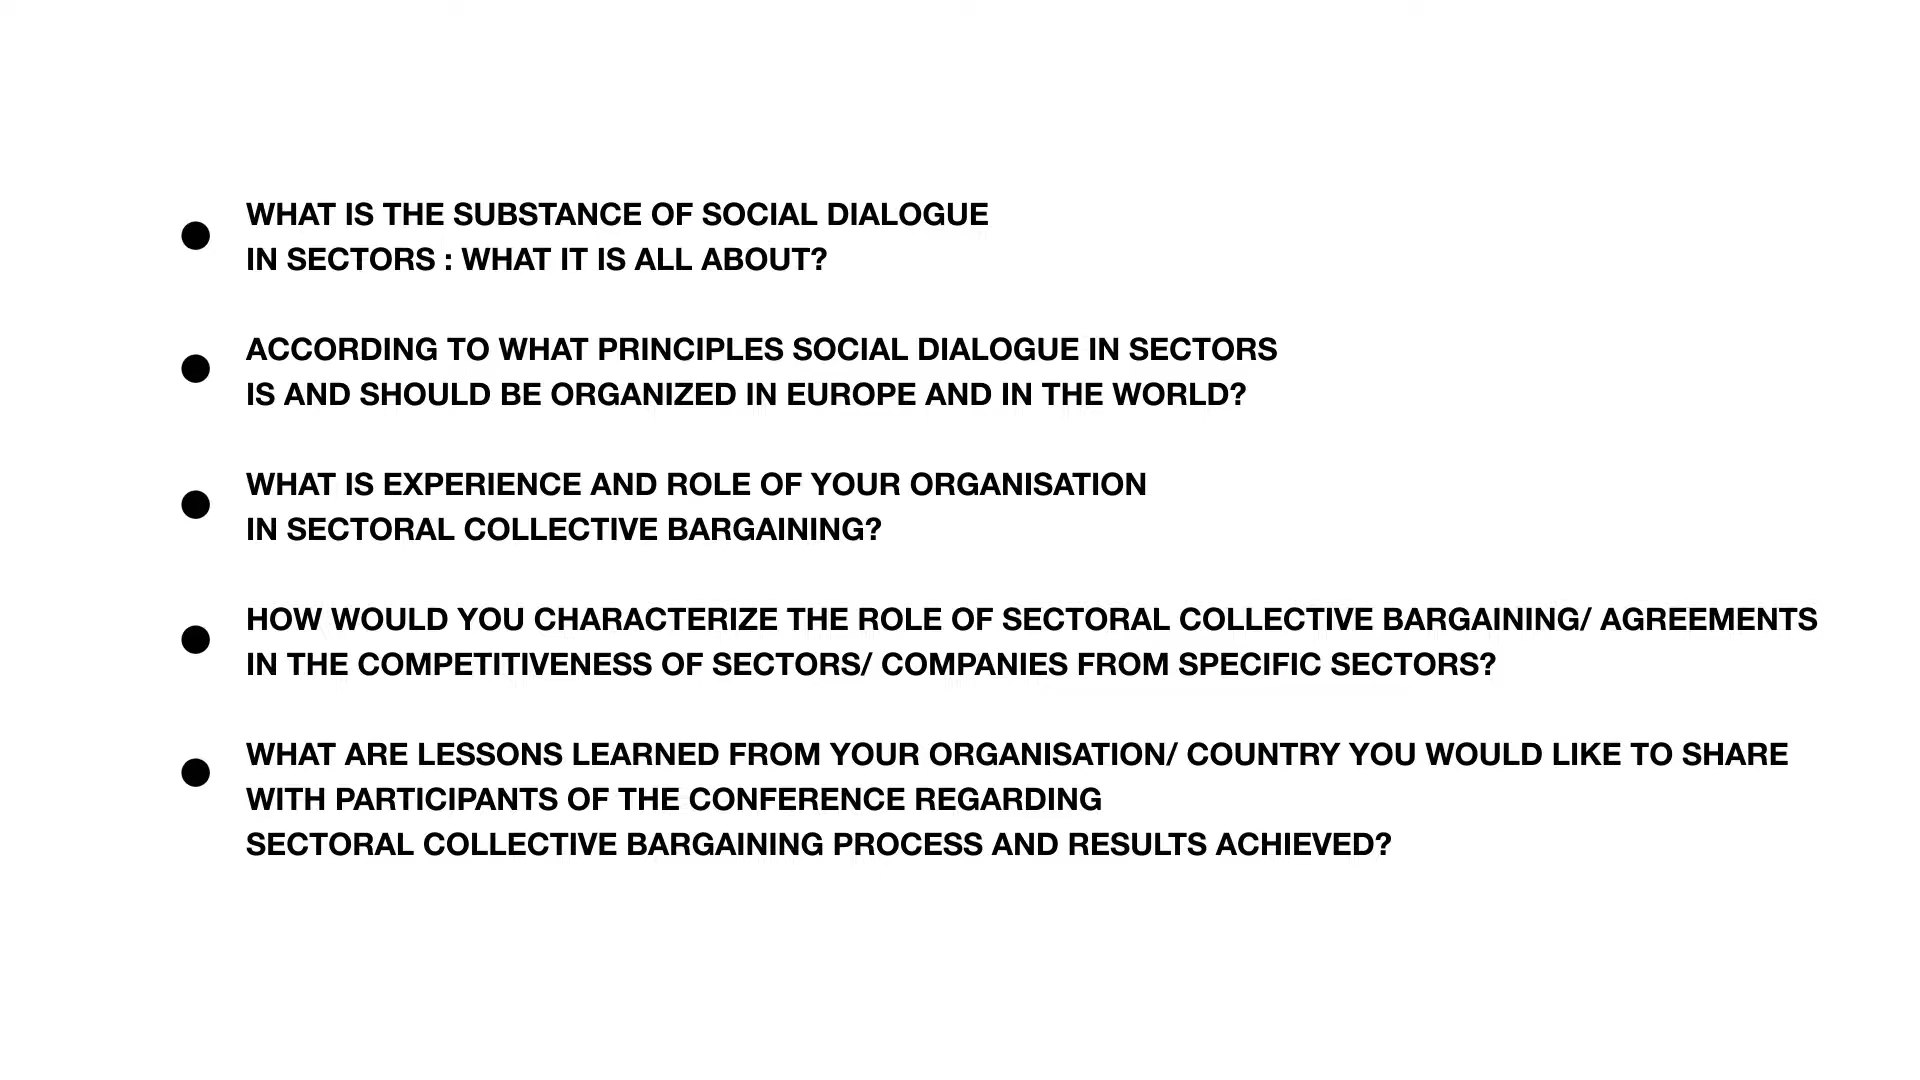 WHAT IS THE SUBSTANCE OF SOCIAL DIALOGUE
IN SECTORS : WHAT IT IS ALL ABOUT?
ACCORDING TO WHAT PRINCIPLES SOCIAL DIALOGUE IN SECTORS
IS AND SHOULD BE ORGANIZED IN EUROPE AND IN THE WORLD?
WHAT IS EXPERIENCE AND ROLE OF YOUR ORGANISATION
IN SECTORAL COLLECTIVE BARGAINING?
HOW WOULD YOU CHARACTERIZE THE ROLE OF SECTORAL COLLECTIVE BARGAINING/ AGREEMENTS
IN THE COMPETITIVENESS OF SECTORS/ COMPANIES FROM SPECIFIC SECTORS?
WHAT ARE LESSONS LEARNED FROM YOUR ORGANISATION/ COUNTRY YOU WOULD LIKE TO SHARE
WITH PARTICIPANTS OF THE CONFERENCE REGARDING
SECTORAL COLLECTIVE BARGAINING PROCESS AND RESULTS ACHIEVED?